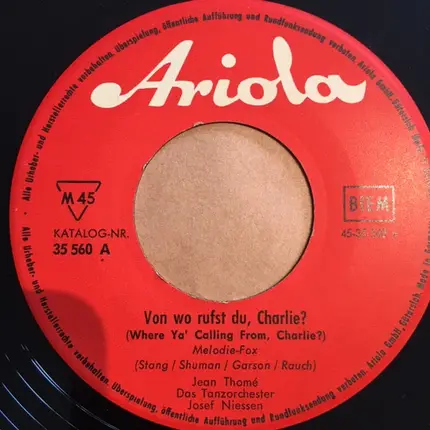 Alle Urheber- und Herstellerrechte vorbehalten. Überspielung, öffentliche Aufführung und Rundfunksendung verboten. Ariola GmbH.
Ariola
M 45
BIEM
KATALOG-NR.
35 560 A
Von wo rufst du, Charlie?
(Where Ya' Calling From, Charlie?)
Melodie-Fox
(Stang / Shuman / Garson / Rauch)
Jean Thomé
Das Tanzorchester
Josef Niessen